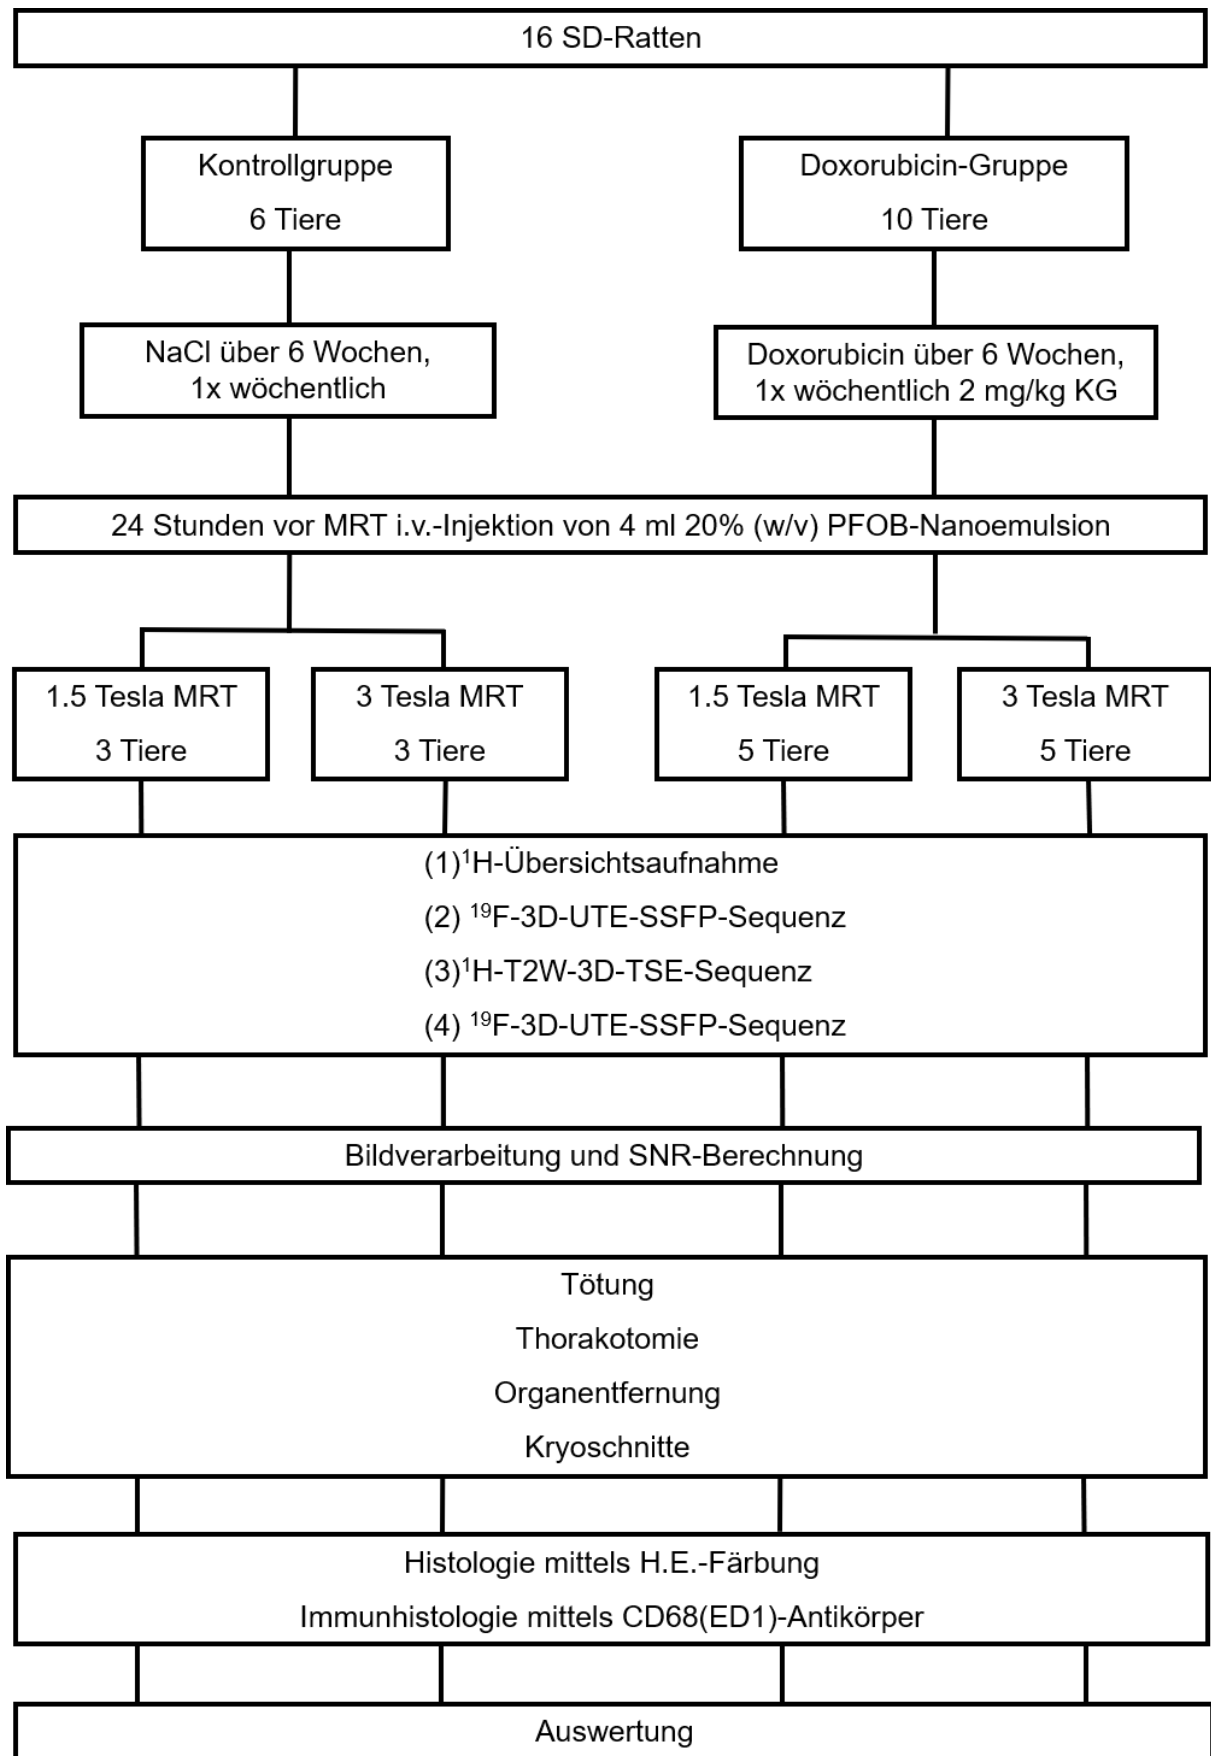 16 SD-Ratten
Kontrollgruppe
6 Tiere
Doxorubicin-Gruppe
10 Tiere
NaCl über 6 Wochen,
1x wöchentlich
Doxorubicin über 6 Wochen,
1x wöchentlich 2 mg/kg KG
24 Stunden vor MRT i.v.-Injektion von 4 ml 20% (w/v) PFOB-Nanoemulsion
1.5 Tesla MRT
3 Tiere
3 Tesla MRT
3 Tiere
1.5 Tesla MRT
5 Tiere
3 Tesla MRT
5 Tiere
(1)¹H-Übersichtsaufnahme
(2) ¹⁹F-3D-UTE-SSFP-Sequenz
(3)¹H-T2W-3D-TSE-Sequenz
(4) ¹⁹F-3D-UTE-SSFP-Sequenz
Bildverarbeitung und SNR-Berechnung
Tötung
Thorakotomie
Organentfernung
Kryoschnitte
Histologie mittels H.E.-Färbung
Immunhistologie mittels CD68(ED1)-Antikörper
Auswertung